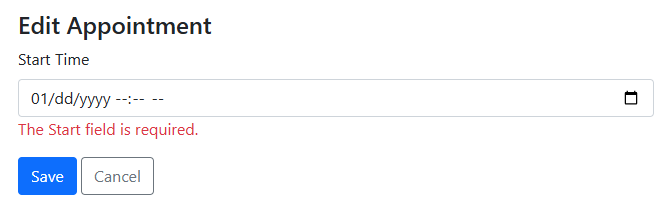 Edit Appointment
Start Time
01/dd/yyyy --:-- --
The Start field is required.
Save Cancel